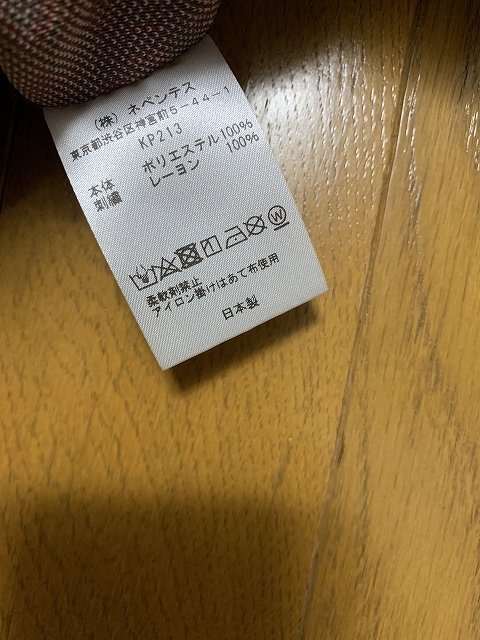 (株) ネペンテス
東京都渋谷区神宮前5-44-1
KP213
本体 ポリエステル100%
刺繍 レーヨン 100%
W
柔軟剤禁止
アイロン掛けはあて布使用
日本製